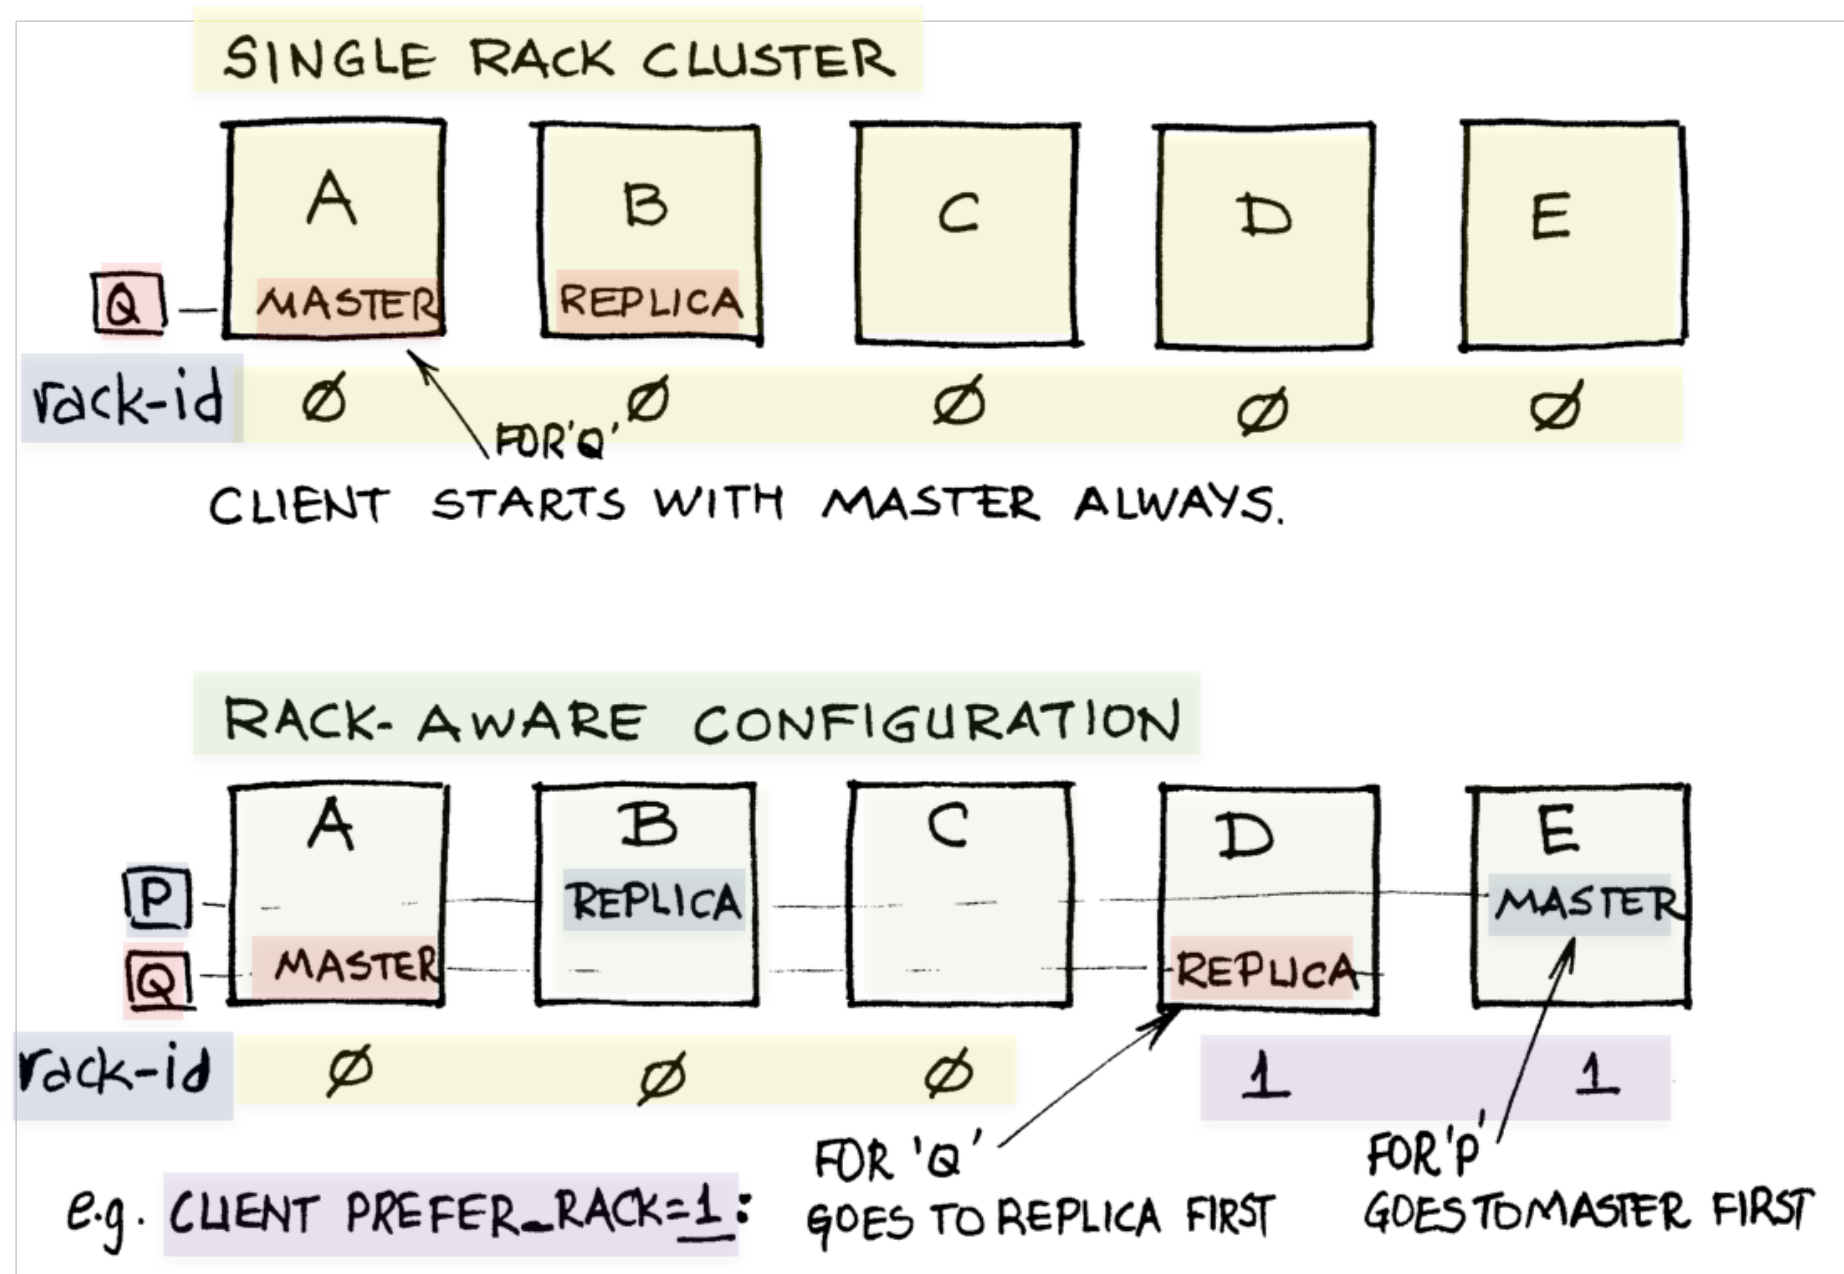 SINGLE RACK CLUSTER
A B C D E
Q MASTER REPLICA
rack-id Ø Ø Ø Ø Ø
FOR 'Q'
CLIENT STARTS WITH MASTER ALWAYS.
RACK-AWARE CONFIGURATION
A B C D E
P REPLICA MASTER
Q MASTER REPLICA
rack-id Ø Ø Ø 1 1
e.g. CLIENT PREFER_RACK=1:
FOR 'Q'
GOES TO REPLICA FIRST
FOR 'P'
GOES TO MASTER FIRST